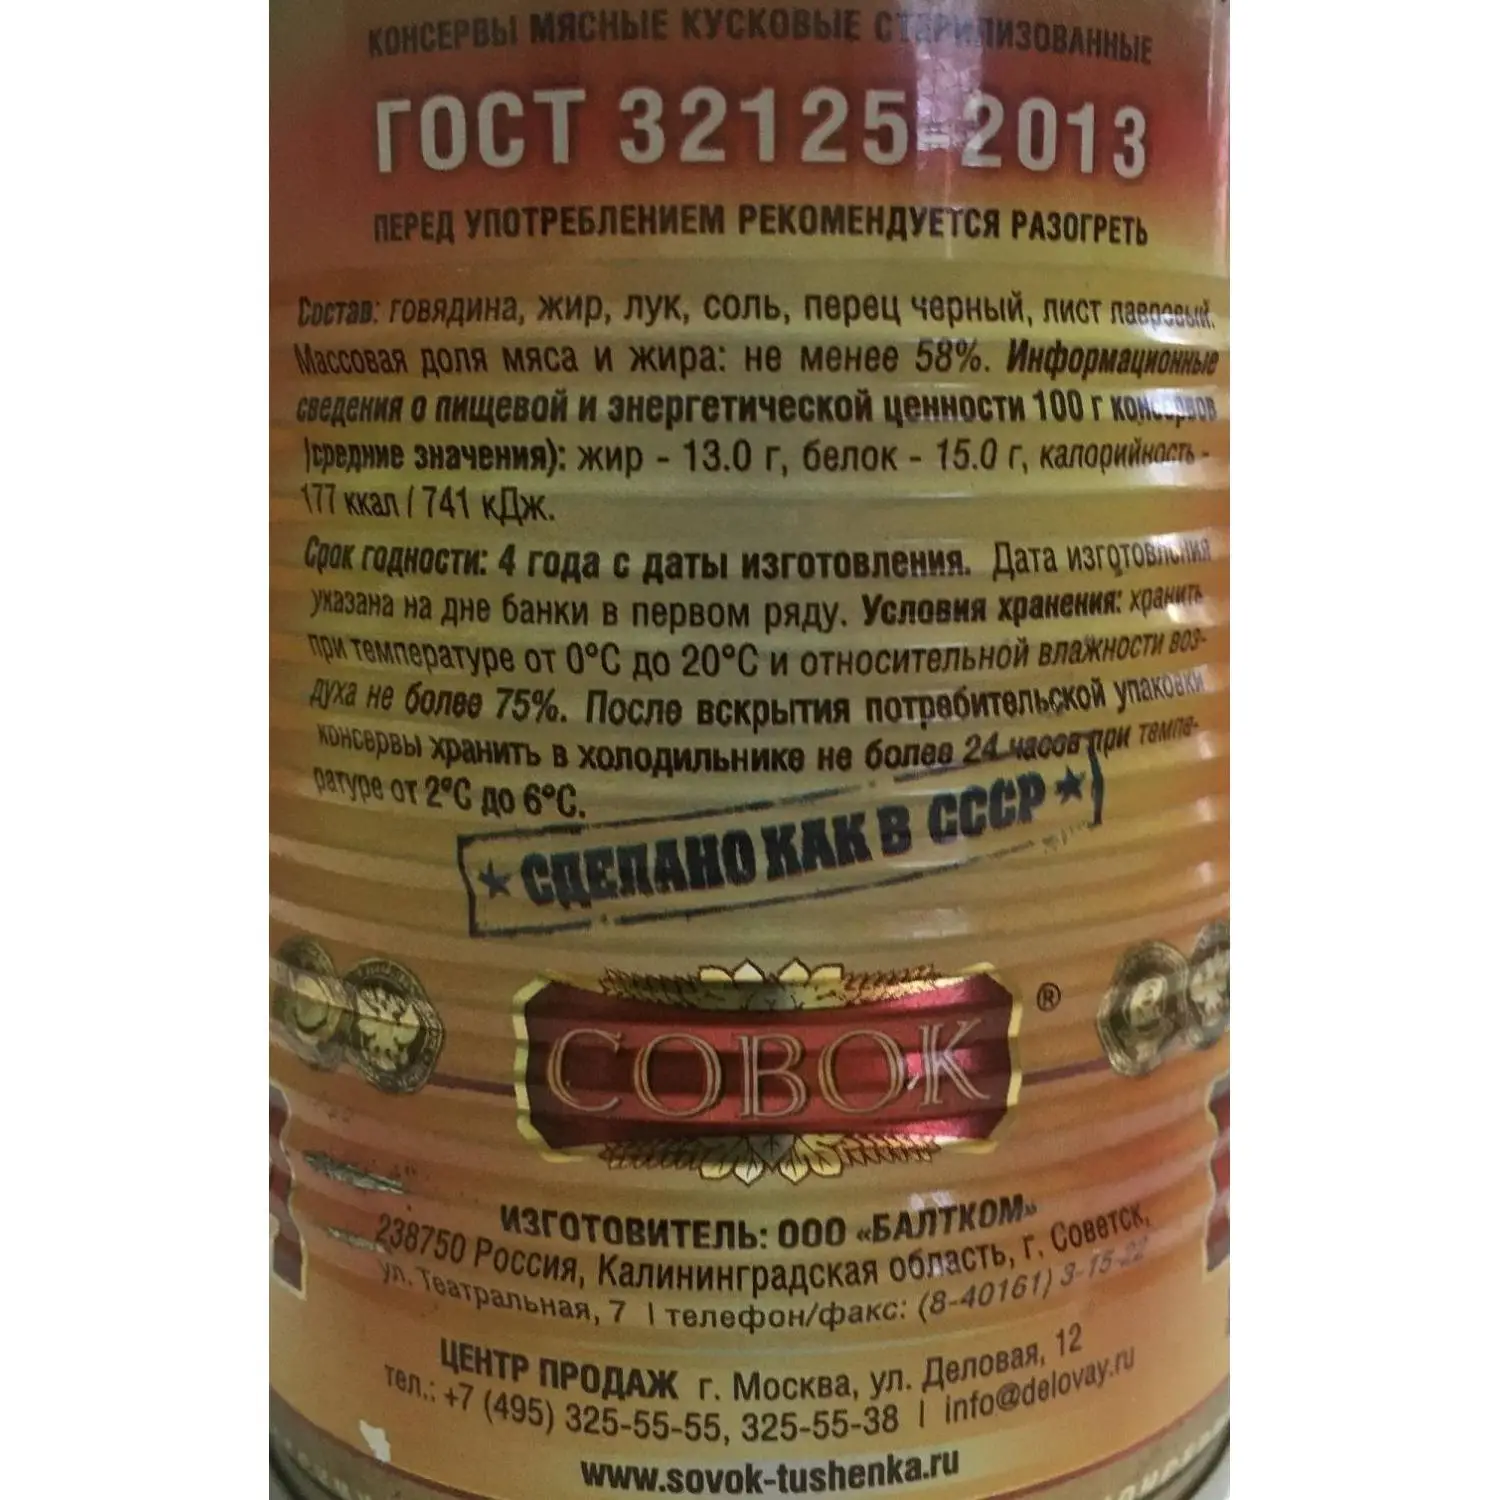 КОНСЕРВЫ МЯСНЫЕ КУСКОВЫЕ СТЕРИЛИЗОВАННЫЕ
ГОСТ 32125-2013
ПЕРЕД УПОТРЕБЛЕНИЕМ РЕКОМЕНДУЕТСЯ РАЗОГРЕТЬ
Состав: говядина, жир, лук, соль, перец черный, лист лавровый.
Массовая доля мяса и жира: не менее 58%. Информационные
сведения о пищевой и энергетической ценности 100 г консервов
(средние значения): жир - 13.0 г, белок - 15.0 г, калорийность -
177 ккал / 741 кДж.
Срок годности: 4 года с даты изготовления. Дата изготовления
указана на дне банки в первом ряду. Условия хранения: хранить
при температуре от 0°С до 20°С и относительной влажности воз-
духа не более 75%. После вскрытия потребительской упаковки
консервы хранить в холодильнике не более 24 часов при темпе-
ратуре от 2°С до 6°С.
СДЕЛАНО КАК В СССР
СОВОК ®
ИЗГОТОВИТЕЛЬ: ООО «БАЛТКОМ»
238750 Россия, Калининградская область, г. Советск,
ул. Театральная, 7 | телефон/факс: (8-40161) 3-15-22
ЦЕНТР ПРОДАЖ г. Москва, ул. Деловая, 12
тел.: +7 (495) 325-55-55, 325-55-38 | info@delovay.ru
www.sovok-tushenka.ru